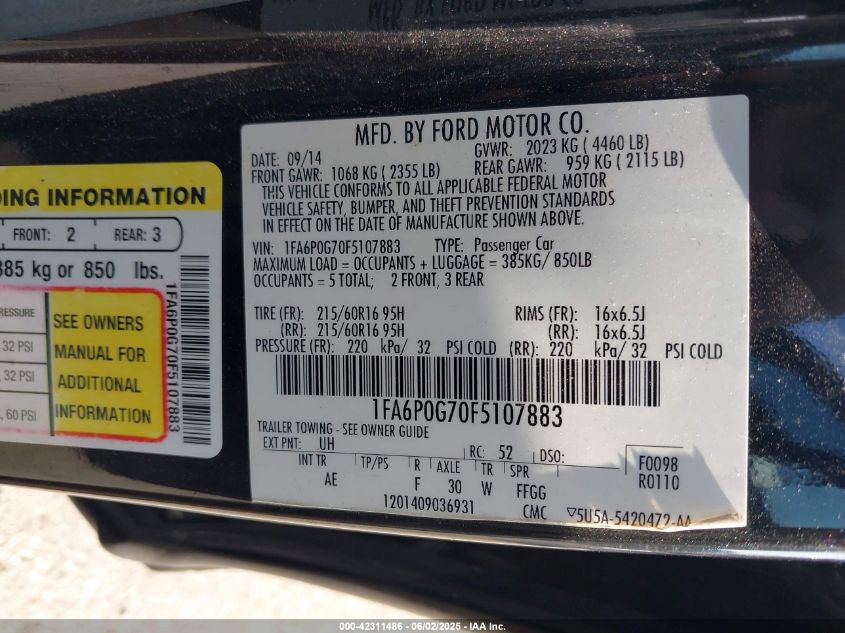 MFD. BY FORD MOTOR CO.
DATE: 09/14 GVWR: 2023 KG ( 4460 LB)
FRONT GAWR: 1068 KG ( 2355 LB) REAR GAWR: 959 KG ( 2115 LB)
THIS VEHICLE CONFORMS TO ALL APPLICABLE FEDERAL MOTOR
VEHICLE SAFETY, BUMPER, AND THEFT PREVENTION STANDARDS
IN EFFECT ON THE DATE OF MANUFACTURE SHOWN ABOVE.
VIN: 1FA6P0G70F5107883 TYPE: Passenger Car
MAXIMUM LOAD = OCCUPANTS + LUGGAGE = 385KG/ 850LB
OCCUPANTS = 5 TOTAL; 2 FRONT, 3 REAR
TIRE (FR): 215/60R16 95H RIMS (FR): 16x6.5J
(RR): 215/60R16 95H (RR): 16x6.5J
PRESSURE (FR): 220 kPa/ 32 PSI COLD (RR): 220 kPa/ 32 PSI COLD
1FA6P0G70F5107883
TRAILER TOWING - SEE OWNER GUIDE
EXT PNT: UH RC: 52 DSO: F0098
INT TR TP/PS R AXLE TR SPR R0110
AE F 30 W FFGG
1201409036931 CMC ▽5U5A-5420472-AA
ING INFORMATION
FRONT: 2 REAR: 3
385 kg or 850 lbs.
RESSURE
32 PSI
, 32 PSI
, 60 PSI
SEE OWNERS
MANUAL FOR
ADDITIONAL
INFORMATION
1FA6P0G70F5107883
000-42311486 - 06/02/2025 - IAA Inc.